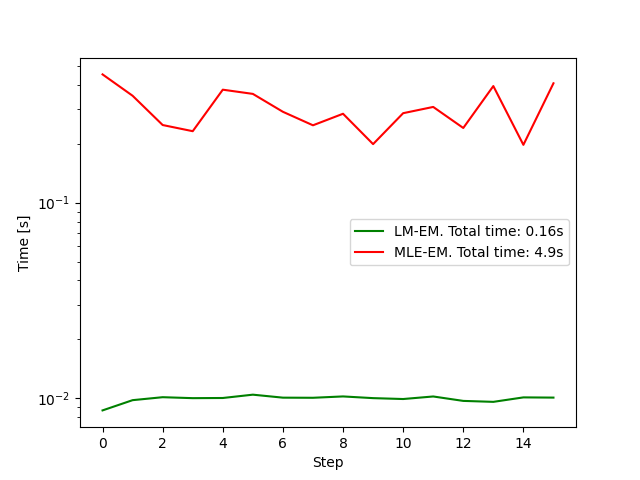 10⁻¹
10⁻²
Time [s]
LM-EM. Total time: 0.16s
MLE-EM. Total time: 4.9s
0 2 4 6 8 10 12 14
Step